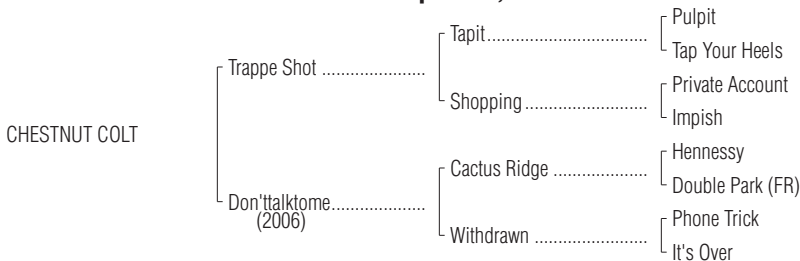 Pulpit
Tapit
Tap Your Heels
Trappe Shot
Private Account
Shopping
Impish
CHESTNUT COLT
Hennessy
Cactus Ridge
Double Park (FR)
Don'ttalktome
(2006)
Phone Trick
Withdrawn
It's Over